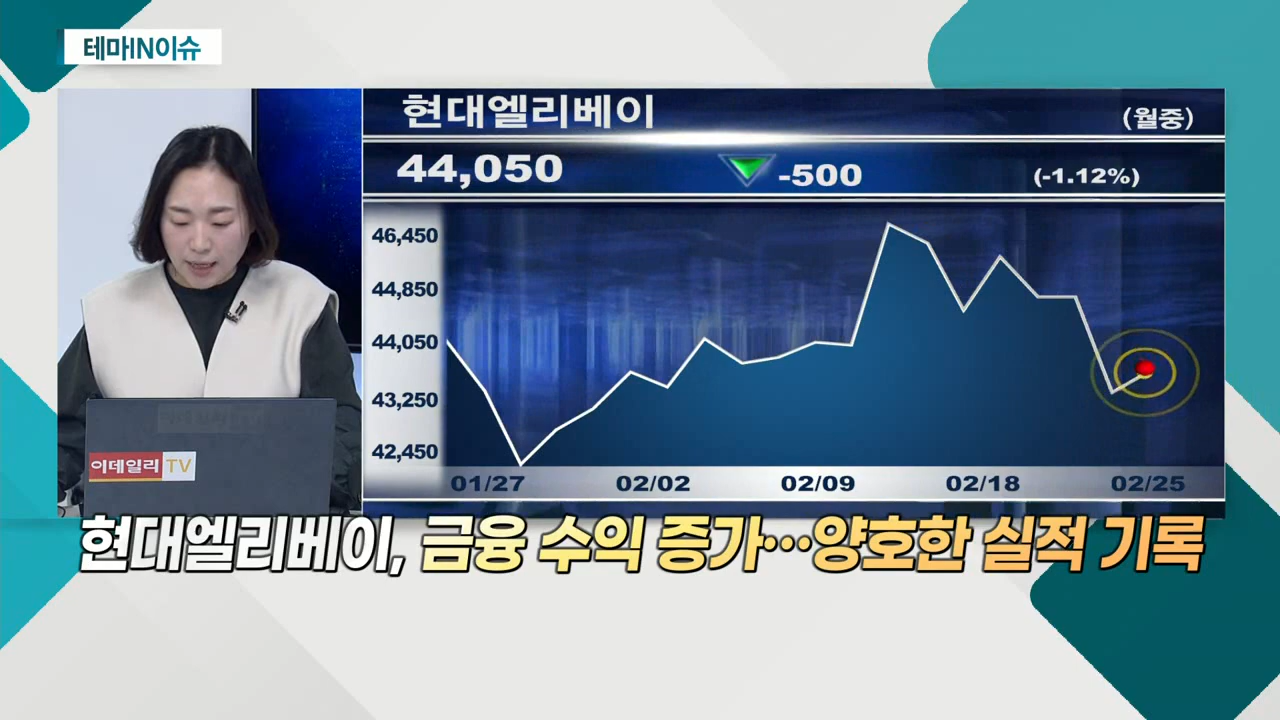 테마IN이슈
현대엘리베이
(월중)
44,050 ▼ -500 (-1.12%)
46,450
44,850
44,050
43,250
42,450
01/27 02/02 02/09 02/18 02/25
이데일리 TV
현대엘리베이, 금융 수익 증가…양호한 실적 기록